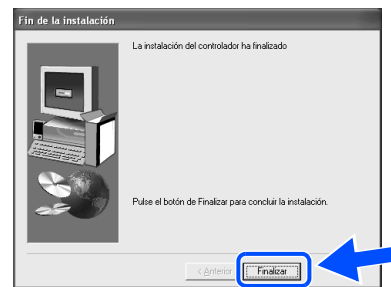 Fin de la instalación
La instalación del controlador ha finalizado
Pulse el botón de Finalizar para concluir la instalación.
< Anterior
Finalizar